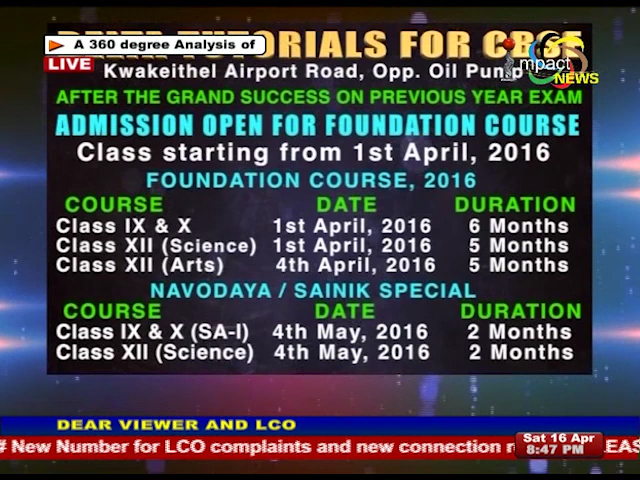 A 360 degree Analysis of
TUTORIALS FOR CBSE
LIVE
Kwakeithel Airport Road, Opp. Oil Pump
impact
NEWS
AFTER THE GRAND SUCCESS ON PREVIOUS YEAR EXAM
ADMISSION OPEN FOR FOUNDATION COURSE
Class starting from 1st April, 2016
FOUNDATION COURSE, 2016
COURSE DATE DURATION
Class IX & X 1st April, 2016 6 Months
Class XII (Science) 1st April, 2016 5 Months
Class XII (Arts) 4th April, 2016 5 Months
NAVODAYA / SAINIK SPECIAL
COURSE DATE DURATION
Class IX & X (SA-I) 4th May, 2016 2 Months
Class XII (Science) 4th May, 2016 2 Months
DEAR VIEWER AND LCO
# New Number for LCO complaints and new connection
Sat 16 Apr
8:47 PM